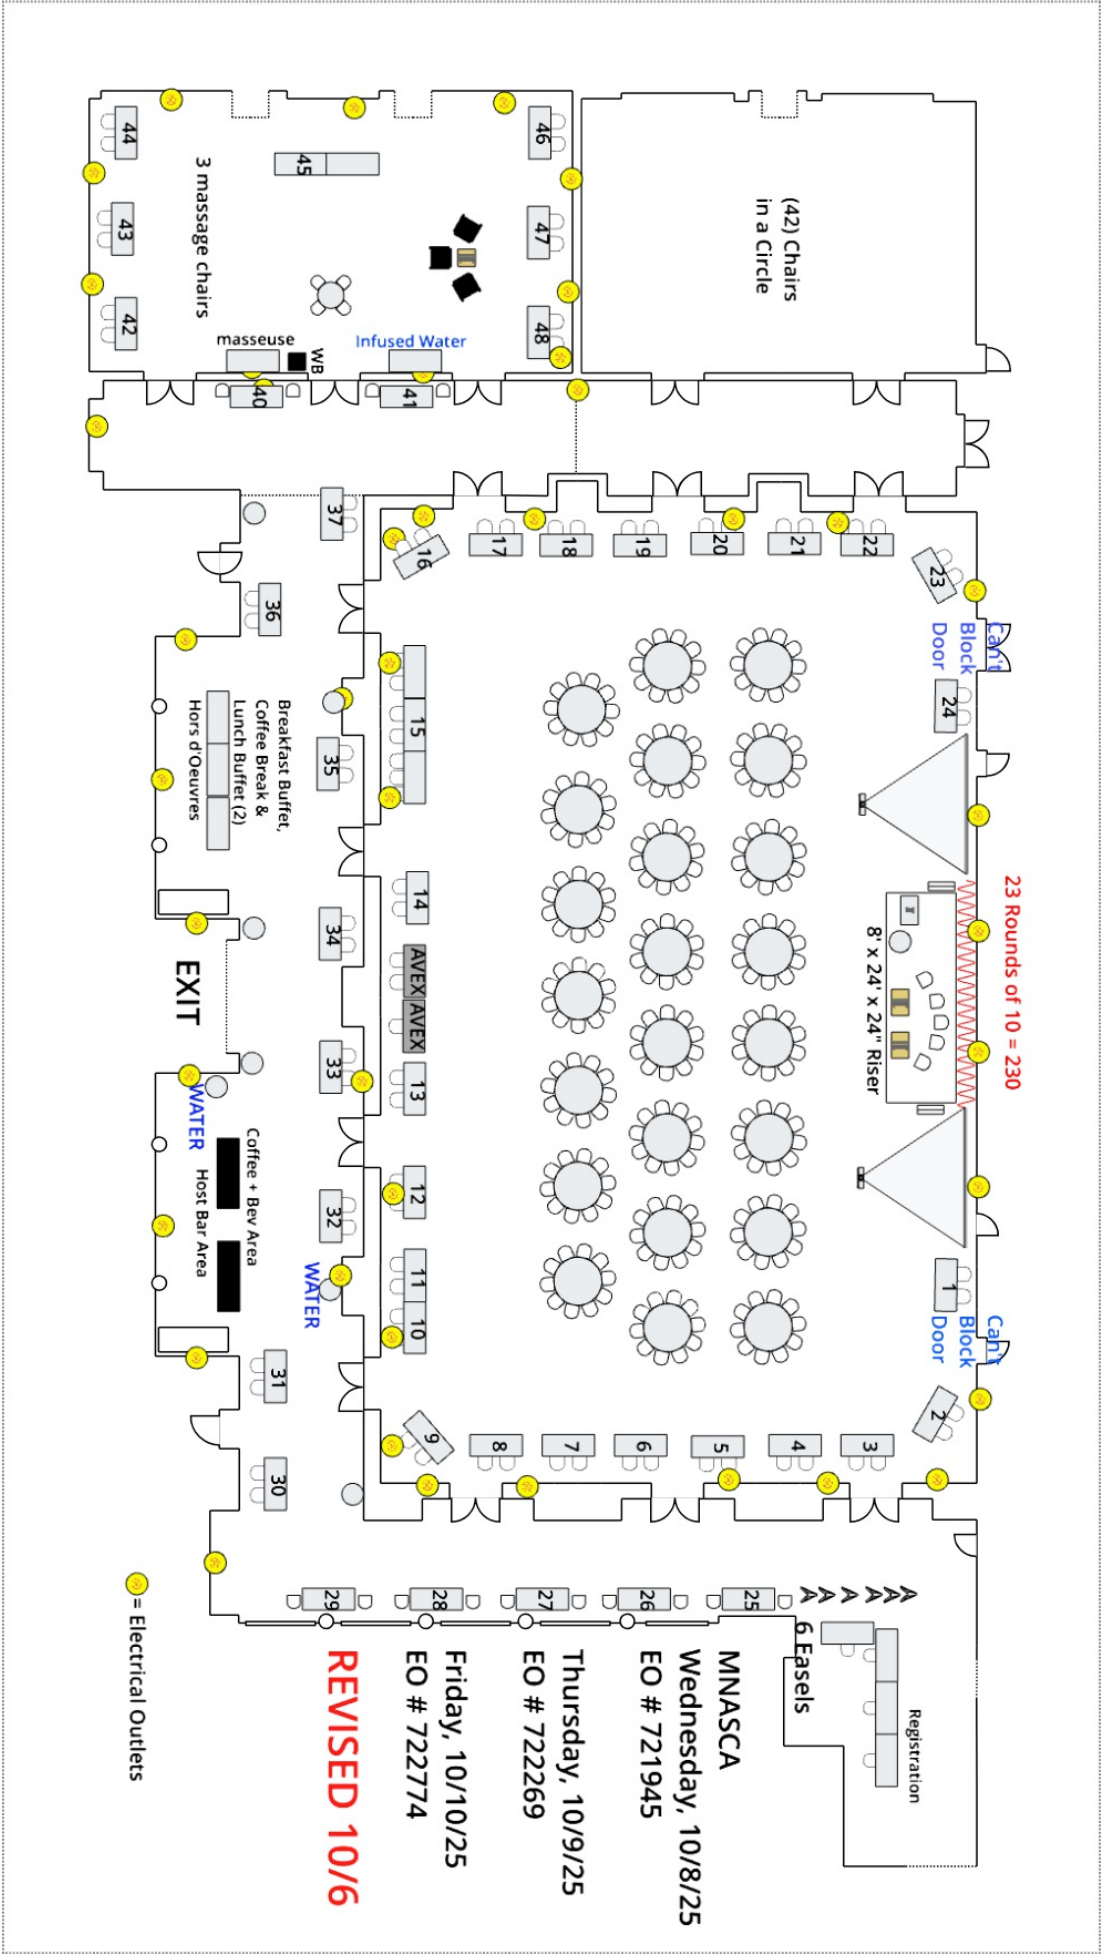 23 Rounds of 10 = 230
Can't
Block
Door
24
23
Can't
Block
Door
1
2
8' x 24' x 24" Riser
(42) Chairs
in a Circle
46
47
48
45
3 massage chairs
44
43
42
masseuse
WB
Infused Water
40
41
22
21
20
19
18
17
16
15
14
AVEX
AVEX
13
12
11
10
9
8
7
6
5
4
3
37
36
35
34
33
32
31
30
Breakfast Buffet,
Coffee Break &
Lunch Buffet (2)
Hors d'Oeuvres
EXIT
WATER
Coffee + Bev Area
Host Bar Area
WATER
29
28
27
26
25
A A A A A A
6 Easels
Registration
MNASCA
Wednesday, 10/8/25
EO # 721945
Thursday, 10/9/25
EO # 722269
Friday, 10/10/25
EO # 722774
REVISED 10/6
= Electrical Outlets